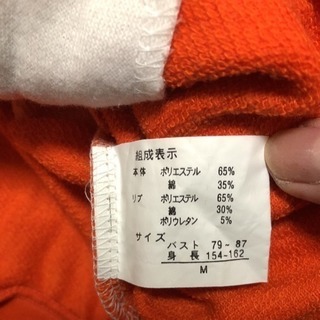 組成表示
本体 ポリエステル 65%
綿 35%
リブ ポリエステル 65%
綿 30%
ポリウレタン 5%
サイズ
バスト 79-87
身長 154-162
M